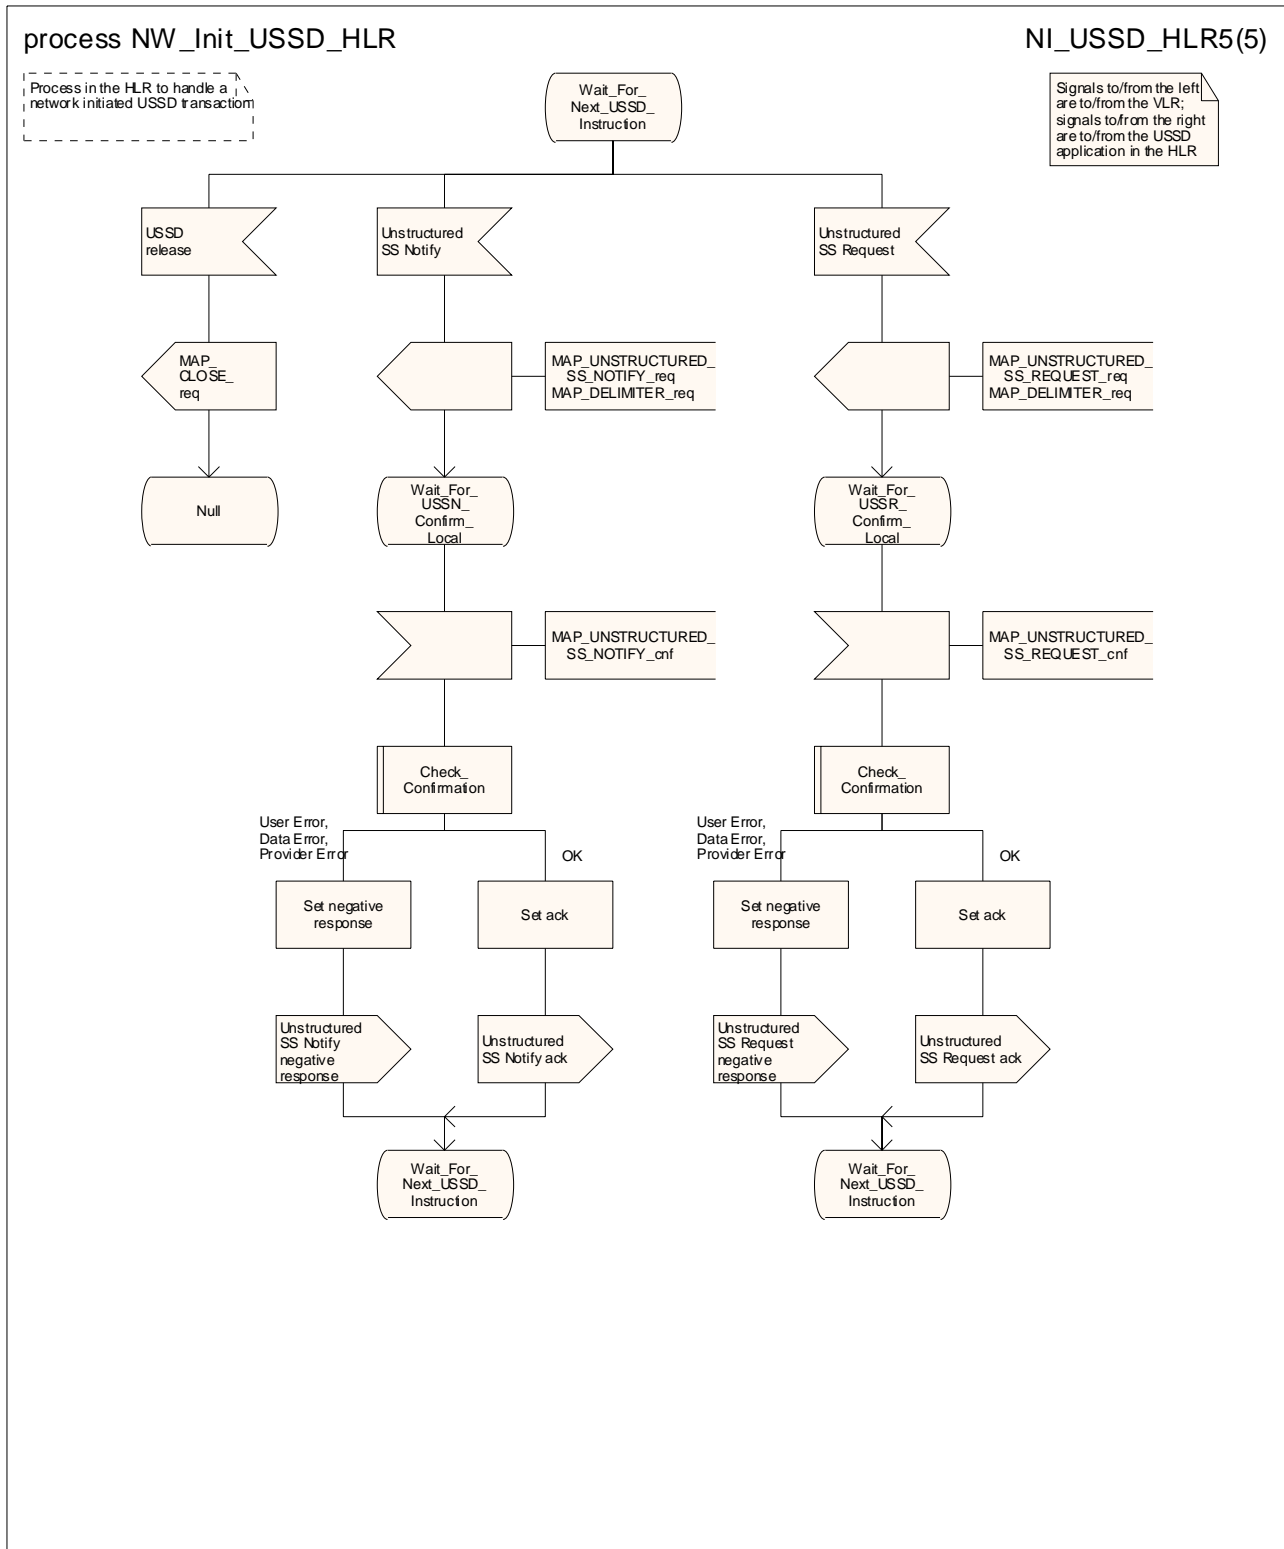 process NW_Init_USSD_HLR
NI_USSD_HLR5(5)
Process in the HLR to handle a
network initiated USSD transaction
Signals to/from the left
are to/from the VLR;
signals to/from the right
are to/from the USSD
application in the HLR
Wait_For_
Next_USSD_
Instruction
USSD
release
Unstructured
SS Notify
Unstructured
SS Request
MAP_
CLOSE_
req
MAP_UNSTRUCTURED_
SS_NOTIFY_req
MAP_DELIMITER_req
MAP_UNSTRUCTURED_
SS_REQUEST_req
MAP_DELIMITER_req
Null
Wait_For_
USSN_
Confirm_
Local
Wait_For_
USSR_
Confirm_
Local
MAP_UNSTRUCTURED_
SS_NOTIFY_cnf
MAP_UNSTRUCTURED_
SS_REQUEST_cnf
Check_
Confirmation
Check_
Confirmation
User Error,
Data Error,
Provider Error
OK
User Error,
Data Error,
Provider Error
OK
Set negative
response
Set ack
Set negative
response
Set ack
Unstructured
SS Notify
negative
response
Unstructured
SS Notify ack
Unstructured
SS Request
negative
response
Unstructured
SS Request ack
Wait_For_
Next_USSD_
Instruction
Wait_For_
Next_USSD_
Instruction